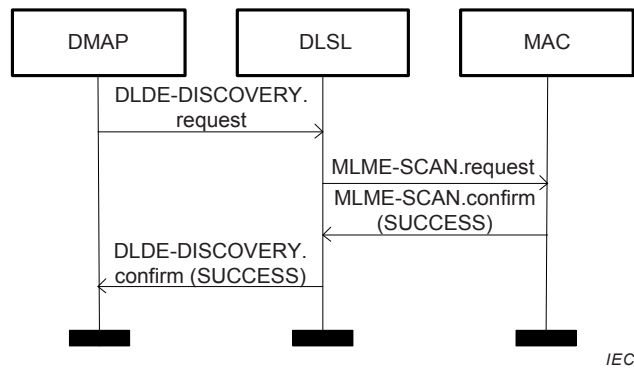 DMAP
DLSL
MAC
DLDE-DISCOVERY.
request
MLME-SCAN.request
MLME-SCAN.confirm
(SUCCESS)
DLDE-DISCOVERY.
confirm (SUCCESS)
IEC